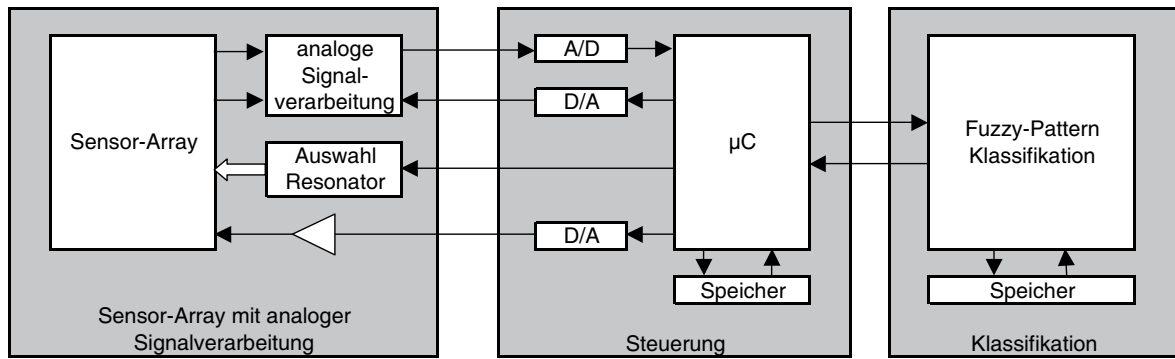 Sensor-Array
analoge
Signal-
verarbeitung
Auswahl
Resonator
Sensor-Array mit analoger
Signalverarbeitung
A/D
D/A
D/A
µC
Speicher
Steuerung
Fuzzy-Pattern
Klassifikation
Speicher
Klassifikation